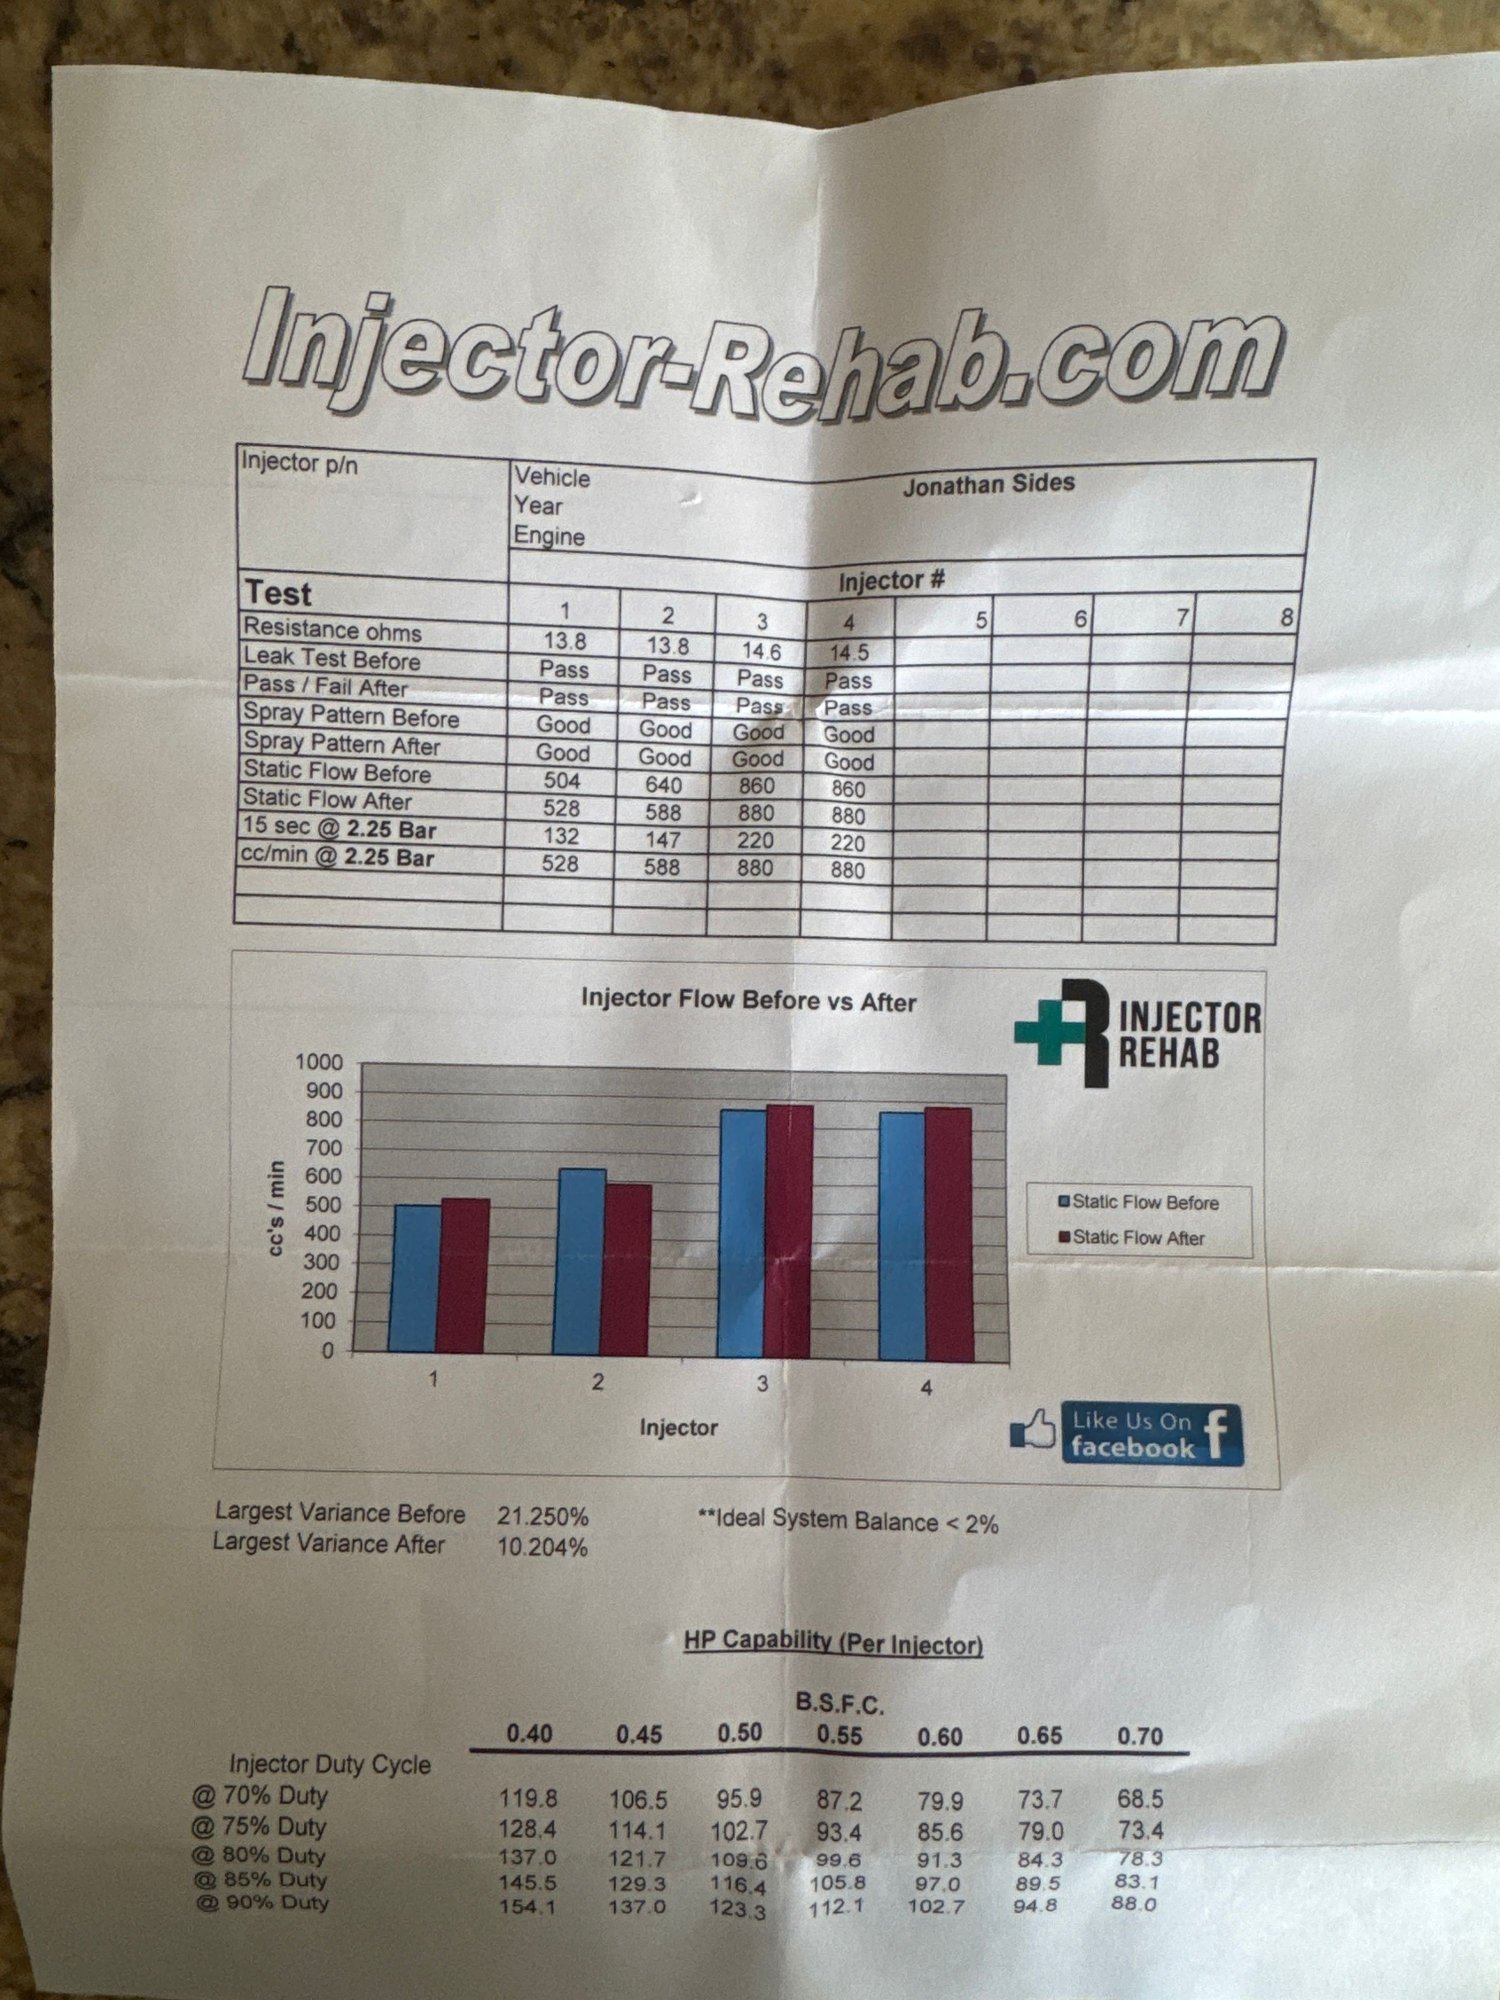 Injector-Rehab.com
Injector p/n
Vehicle Jonathan Sides
Year
Engine
Injector #
Test 1 2 3 4 5 6 7 8
Resistance ohms 13.8 13.8 14.6 14.5
Leak Test Before Pass Pass Pass Pass
Pass / Fail After Pass Pass Pass Pass
Spray Pattern Before Good Good Good Good
Spray Pattern After Good Good Good Good
Static Flow Before 504 640 860 860
Static Flow After 528 588 880 880
15 sec @ 2.25 Bar 132 147 220 220
cc/min @ 2.25 Bar 528 588 880 880
Injector Flow Before vs After
INJECTOR
REHAB
1000
900
800
700
600
500
400
300
200
100
0
cc's / min
1 2 3 4
Injector
Static Flow Before
Static Flow After
Like Us On
facebook f
Largest Variance Before 21.250% **Ideal System Balance < 2%
Largest Variance After 10.204%
HP Capability (Per Injector)
B.S.F.C.
0.40 0.45 0.50 0.55 0.60 0.65 0.70
Injector Duty Cycle
@ 70% Duty 119.8 106.5 95.9 87.2 79.9 73.7 68.5
@ 75% Duty 128.4 114.1 102.7 93.4 85.6 79.0 73.4
@ 80% Duty 137.0 121.7 109.6 99.6 91.3 84.3 78.3
@ 85% Duty 145.5 129.3 116.4 105.8 97.0 89.5 83.1
@ 90% Duty 154.1 137.0 123.3 112.1 102.7 94.8 88.0